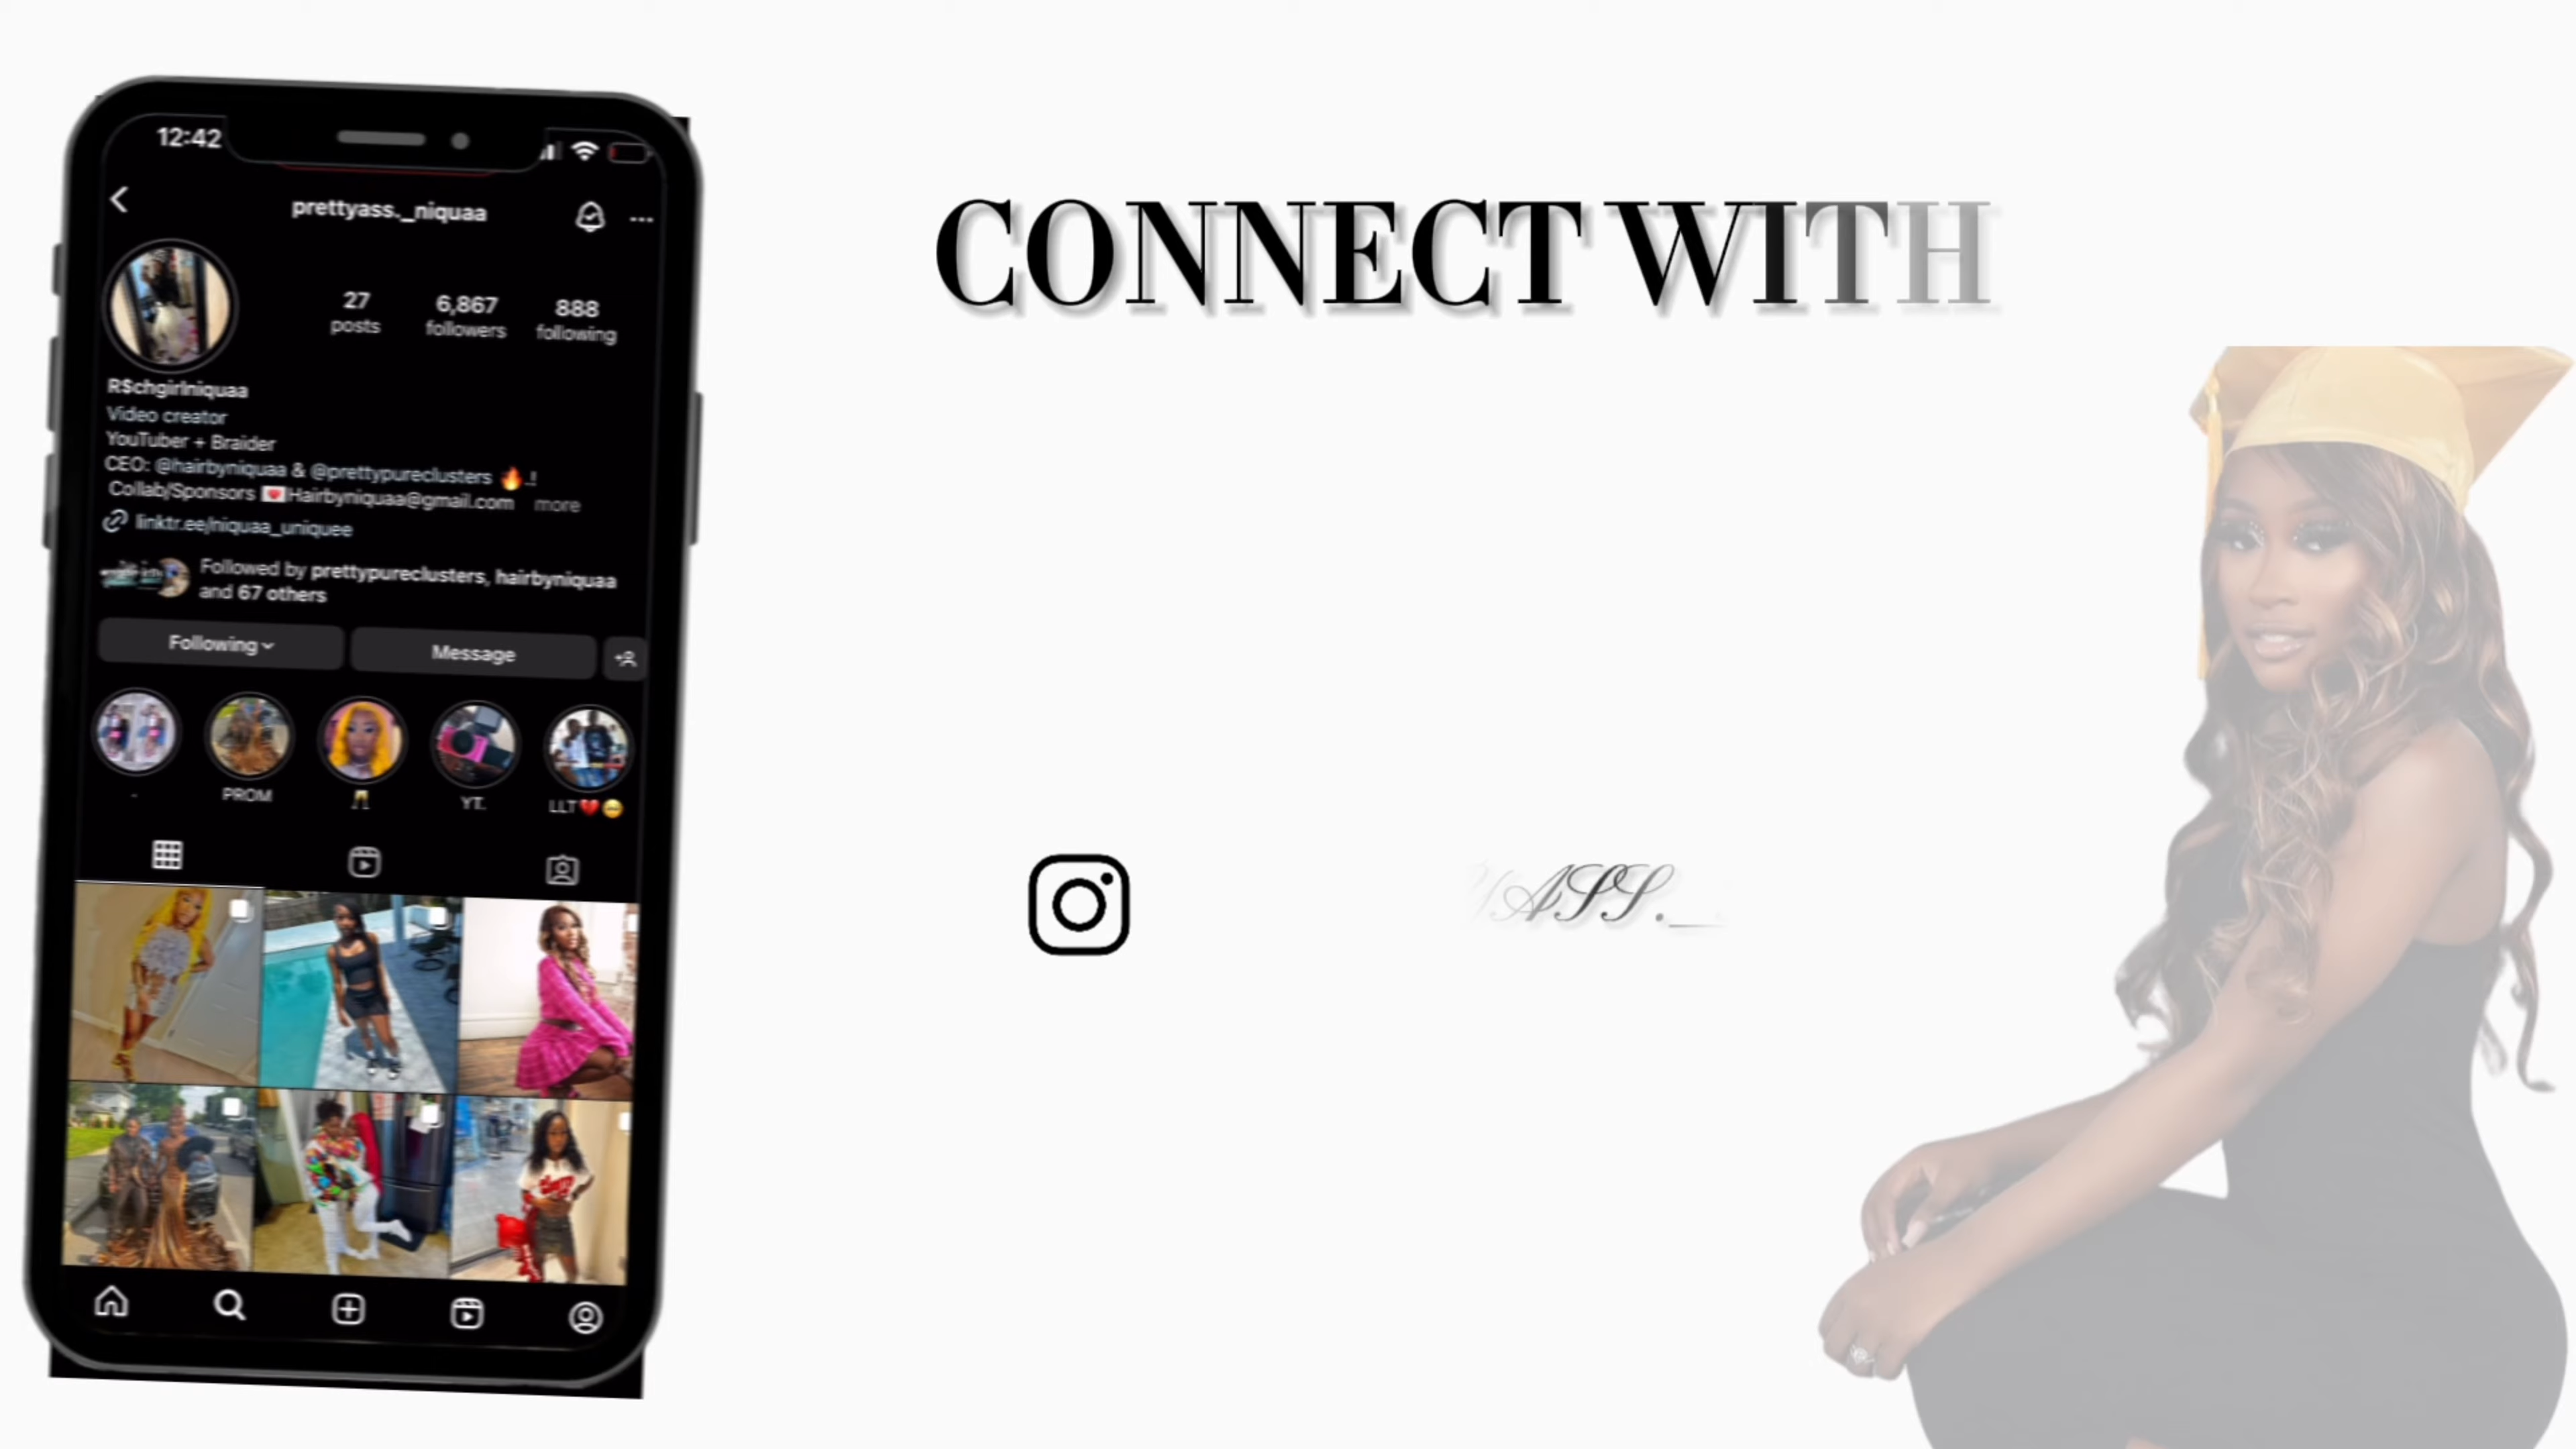 12:42
prettyass._niquaa
27 posts
6,867 followers
888 following
R$chgirlniquaa
Video creator
YouTuber + Braider
CEO: @hairbyniquaa & @prettypureclusters 🔥.!
Collab/Sponsors 💌Hairbyniquaa@gmail.com more
linktr.ee/niquaa_uniquee
Followed by prettypureclusters, hairbyniquaa
and 67 others
Following
Message
-
PROM
🥂
YT.
LLT💔😑
CONNECT WITH
YASS._